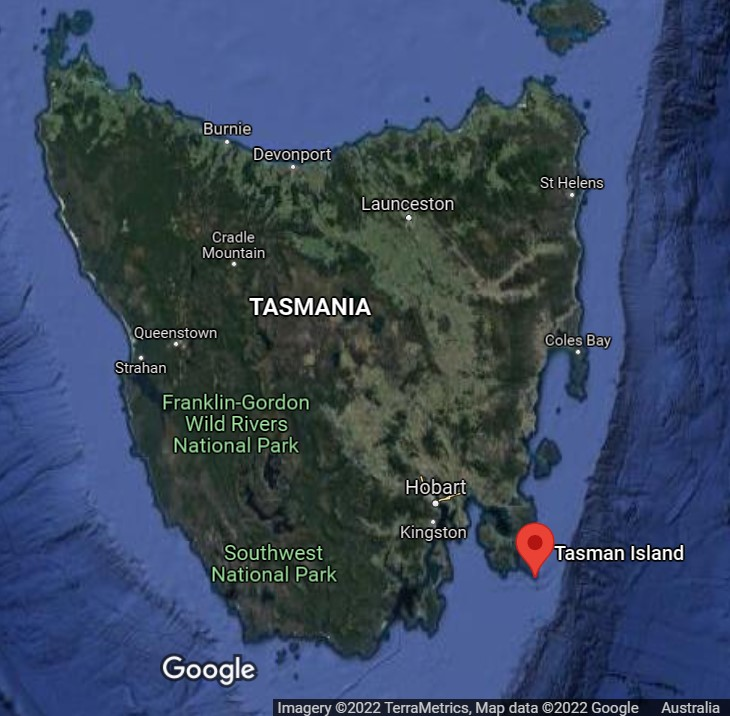 Burnie
Devonport
St Helens
Launceston
Cradle
Mountain
TASMANIA
Queenstown
Coles Bay
Strahan
Franklin-Gordon
Wild Rivers
National Park
Hobart
Kingston
Tasman Island
Southwest
National Park
Google
Imagery ©2022 TerraMetrics, Map data ©2022 Google Australia